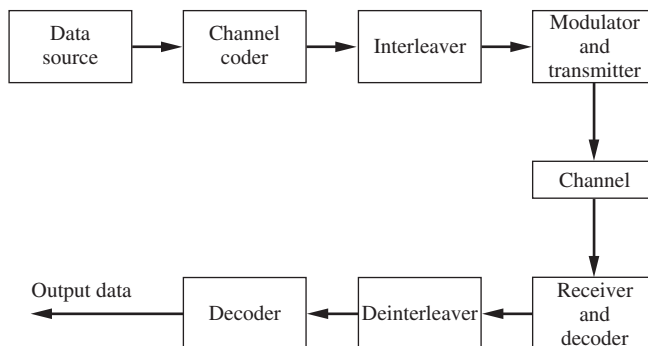 Data
source
Channel
coder
Interleaver
Modulator
and
transmitter
Channel
Receiver
and
decoder
Deinterleaver
Decoder
Output data